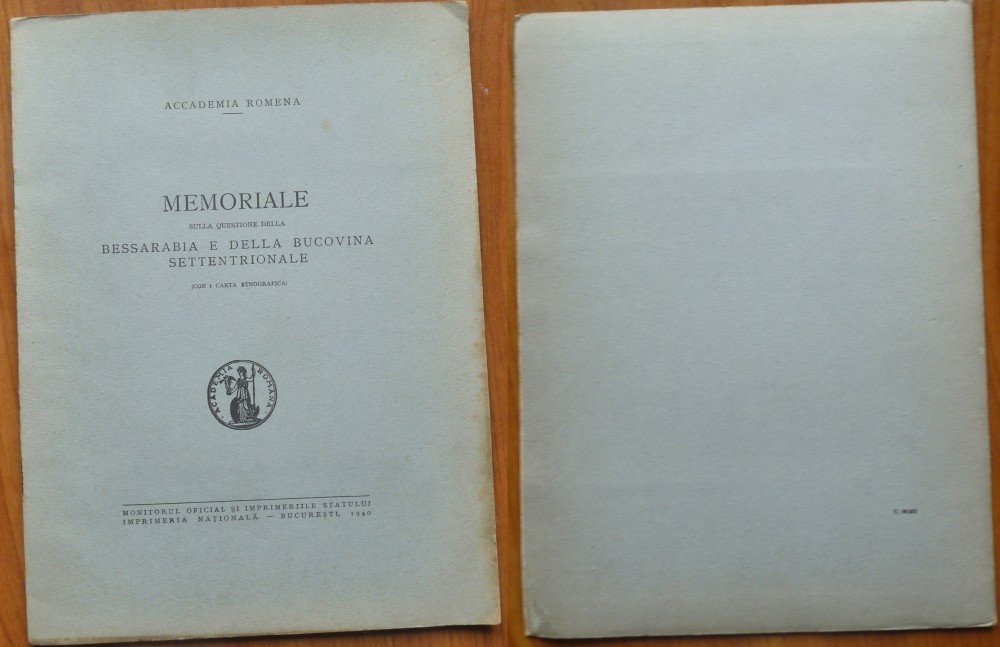 ACCADEMIA ROMENA
MEMORIALE
SULLA QUESTIONE DELLA
BESSARABIA E DELLA BUCOVINA
SETTENTRIONALE
(CON 1 CARTA ETNOGRAFICA)
ACADEMIA ROMÂNA
MONITORUL OFICIAL ȘI IMPRIMERIILE STATULUI
IMPRIMERIA NAȚIONALĂ — BUCUREȘTI, 1940